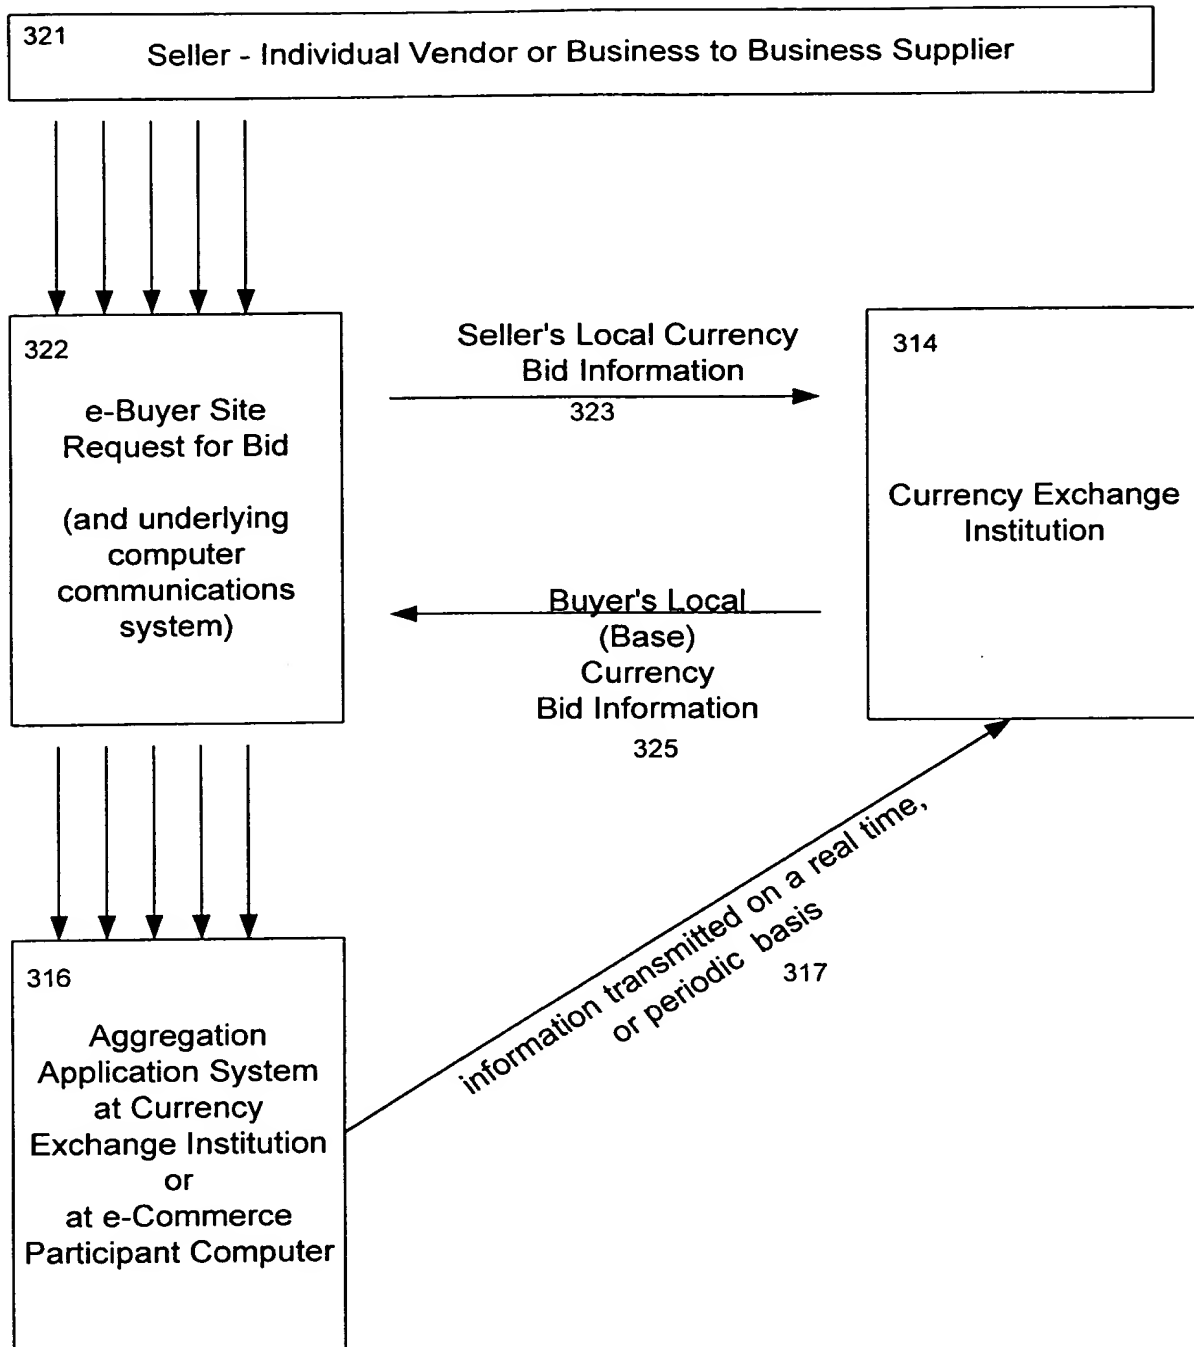 321
Seller - Individual Vendor or Business to Business Supplier
322
e-Buyer Site
Request for Bid
(and underlying
computer
communications
system)
Seller's Local Currency
Bid Information
323
314
Currency Exchange
Institution
Buyer's Local
(Base)
Currency
Bid Information
325
316
Aggregation
Application System
at Currency
Exchange Institution
or
at e-Commerce
Participant Computer
information transmitted on a real time,
or periodic basis
317